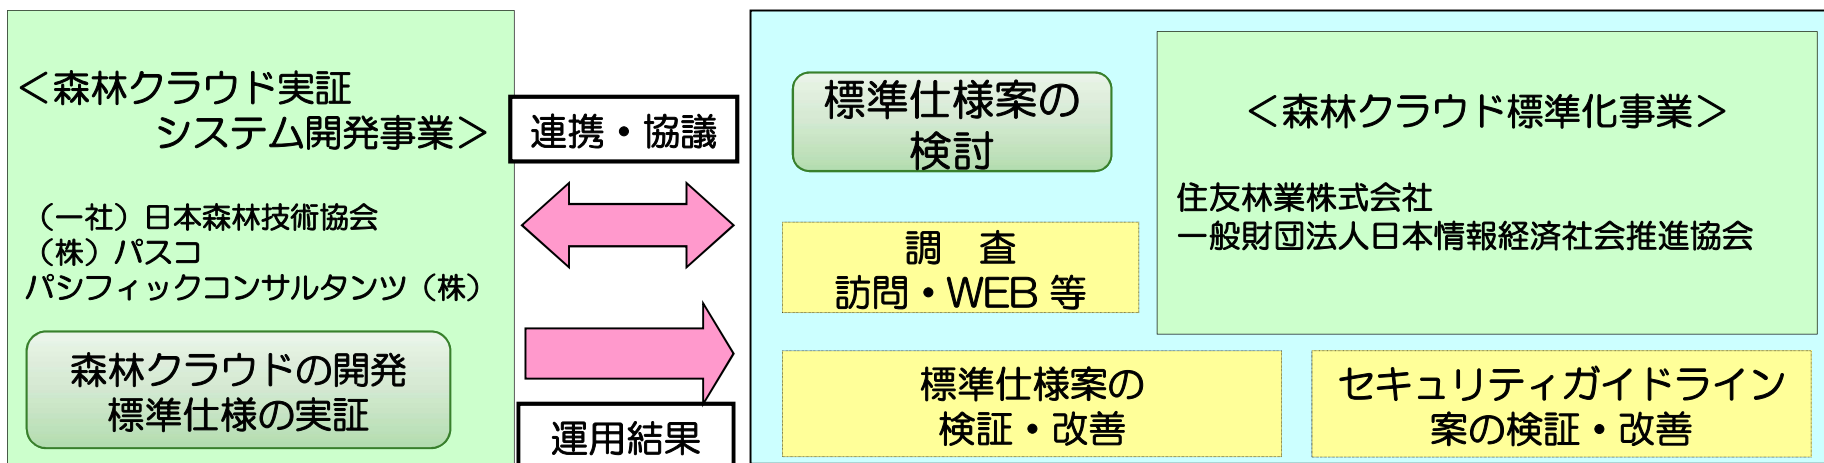 ＜森林クラウド実証
システム開発事業＞
（一社）日本森林技術協会
（株）パスコ
パシフィックコンサルタンツ（株）
森林クラウドの開発
標準仕様の実証
連携・協議
運用結果
標準仕様案の
検討
＜森林クラウド標準化事業＞
住友林業株式会社
一般財団法人日本情報経済社会推進協会
調　査
訪問・WEB 等
標準仕様案の
検証・改善
セキュリティガイドライン
案の検証・改善